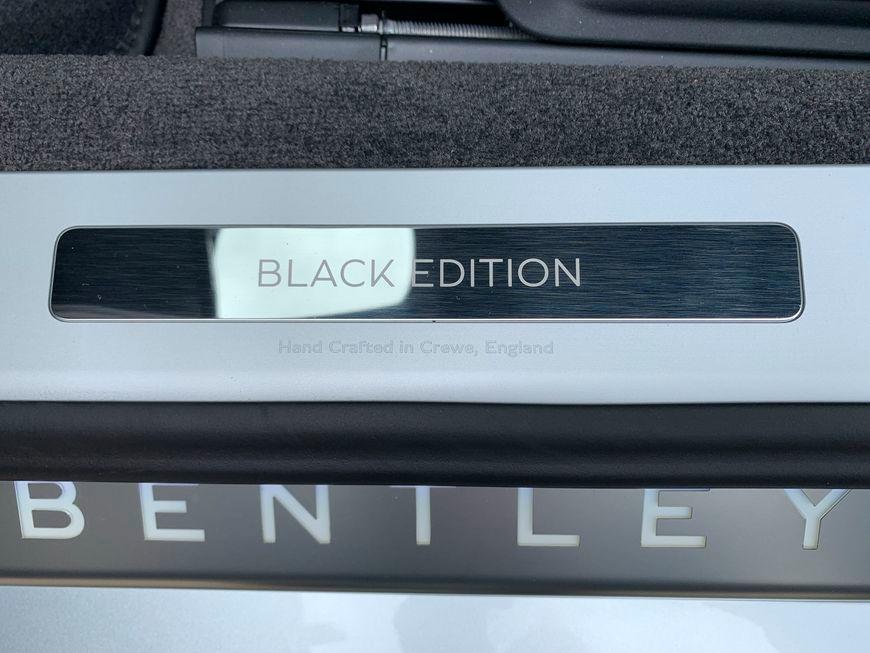 BLACK EDITION
Hand Crafted in Crewe, England
BENTLEY